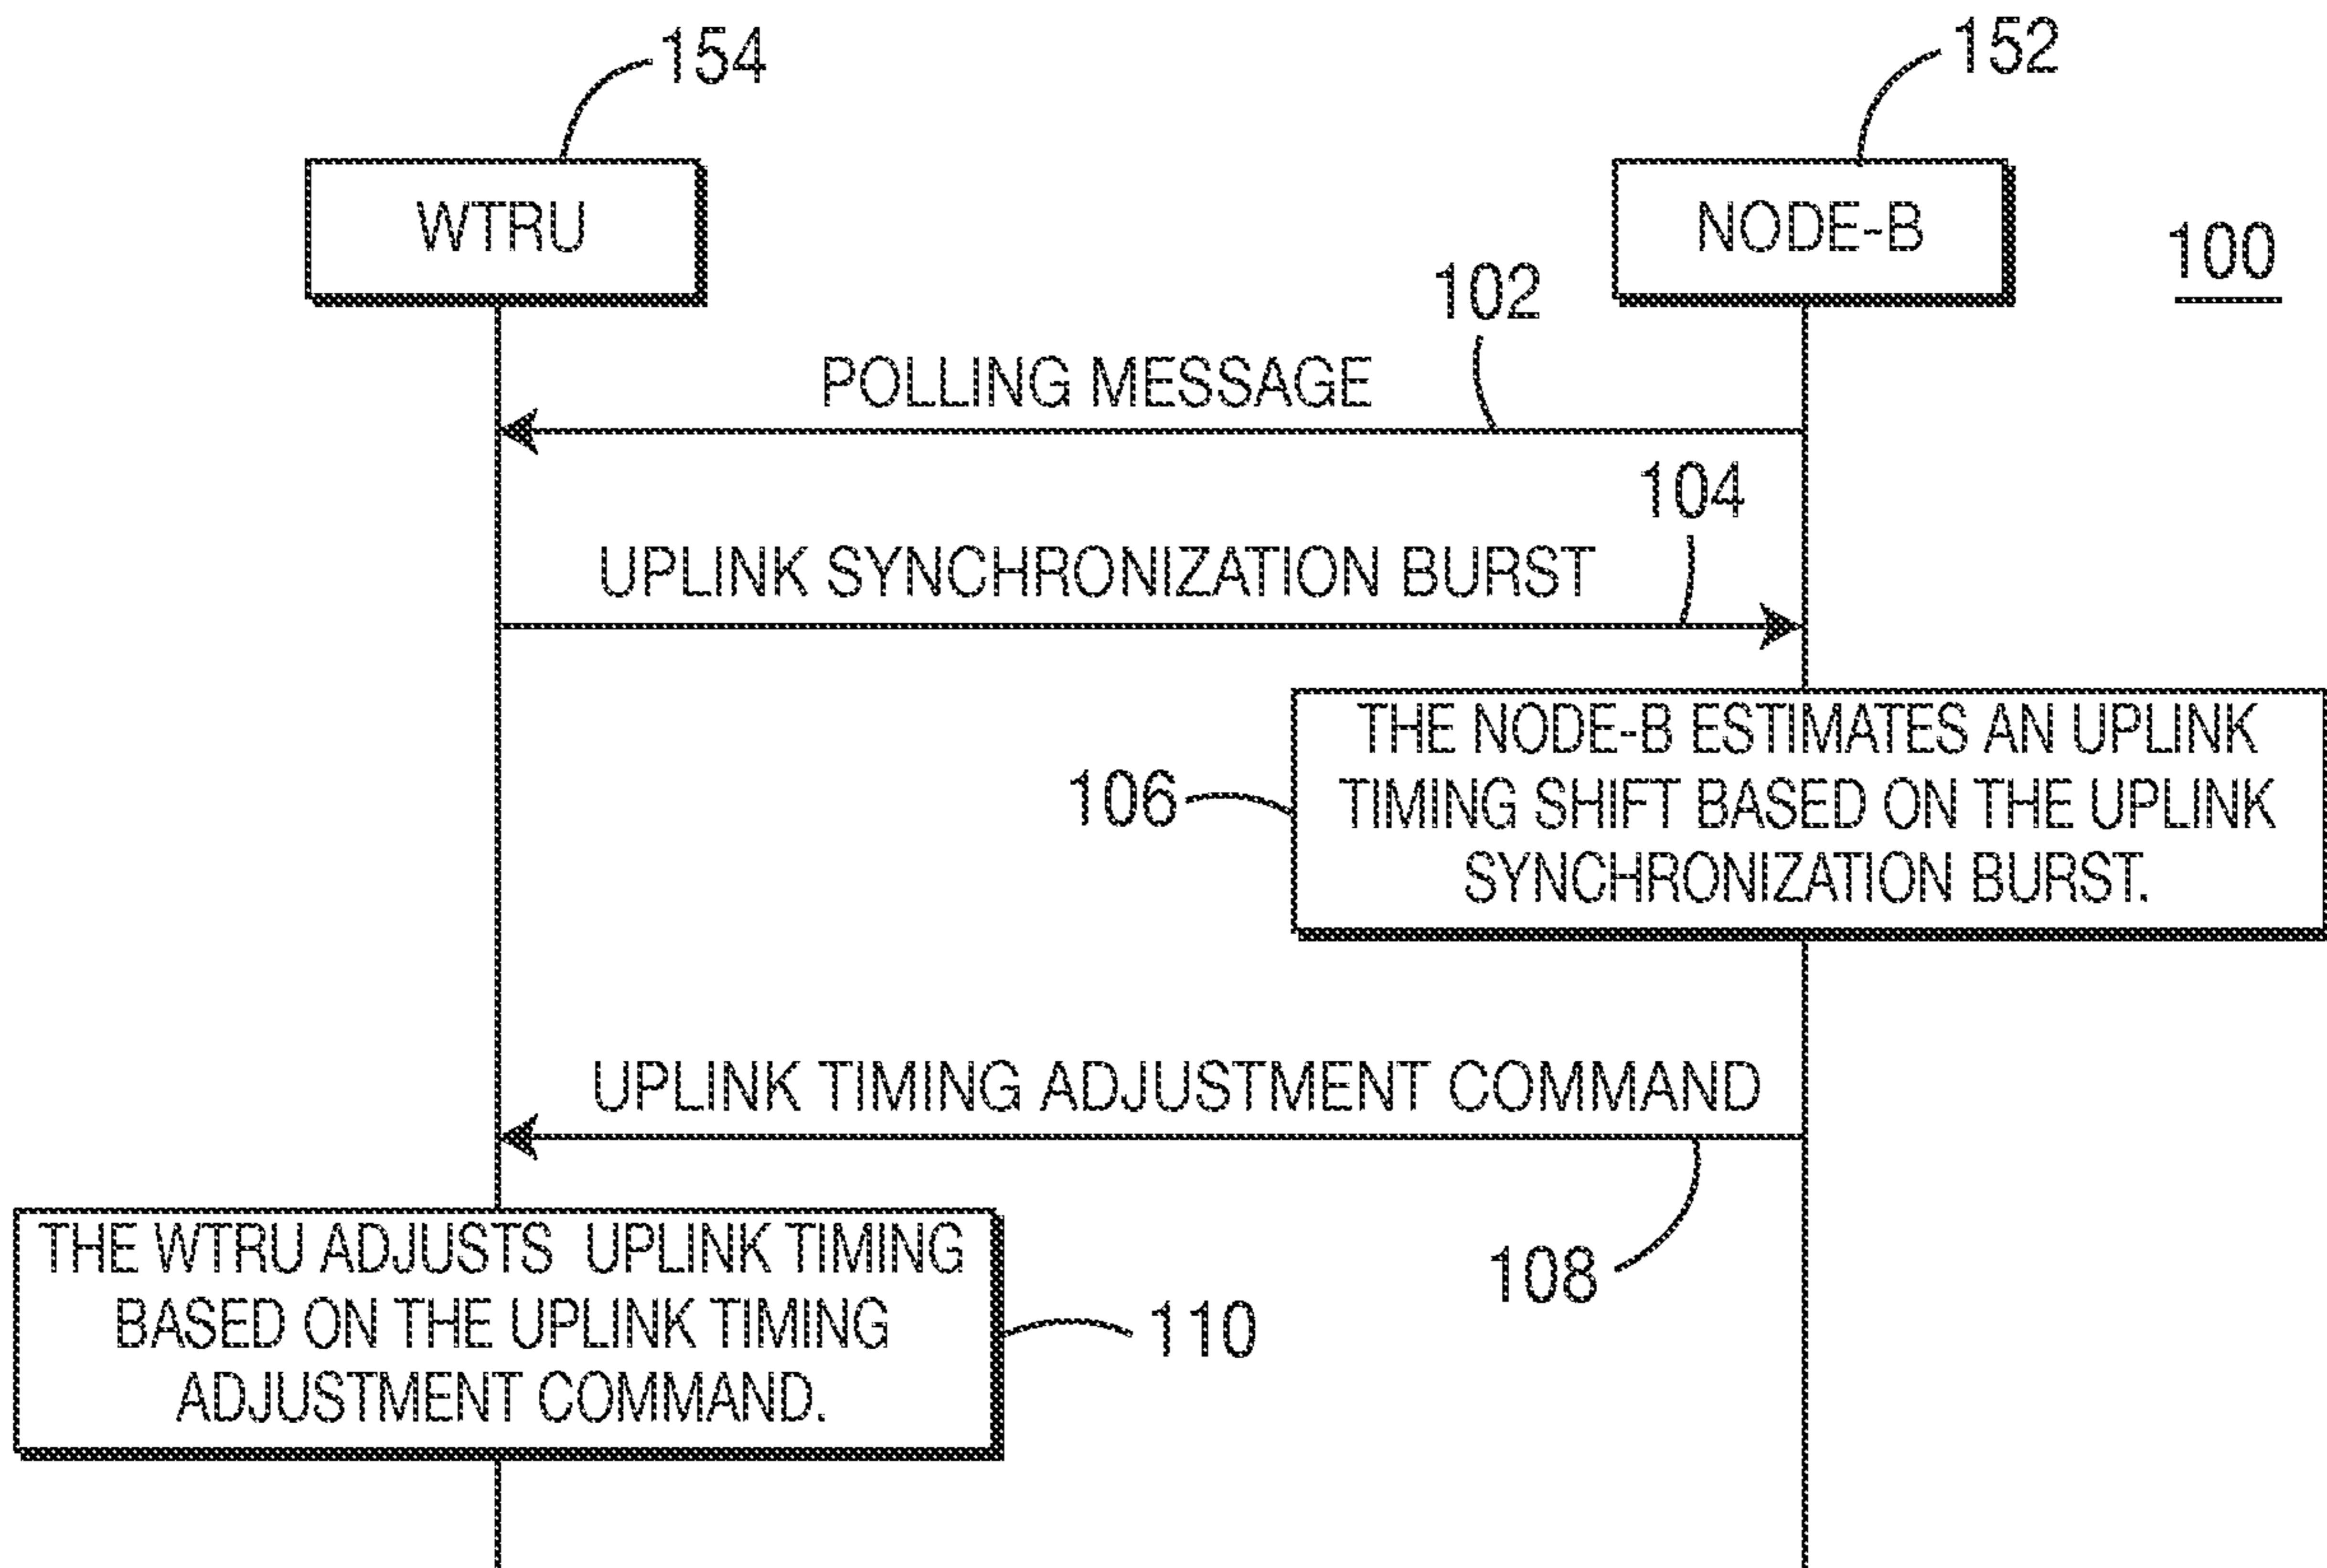 154
152
WTRU
NODE-B
100
102
POLLING MESSAGE
104
UPLINK SYNCHRONIZATION BURST
THE NODE-B ESTIMATES AN UPLINK
TIMING SHIFT BASED ON THE UPLINK
SYNCHRONIZATION BURST.
106
UPLINK TIMING ADJUSTMENT COMMAND
108
THE WTRU ADJUSTS UPLINK TIMING
BASED ON THE UPLINK TIMING
ADJUSTMENT COMMAND.
110